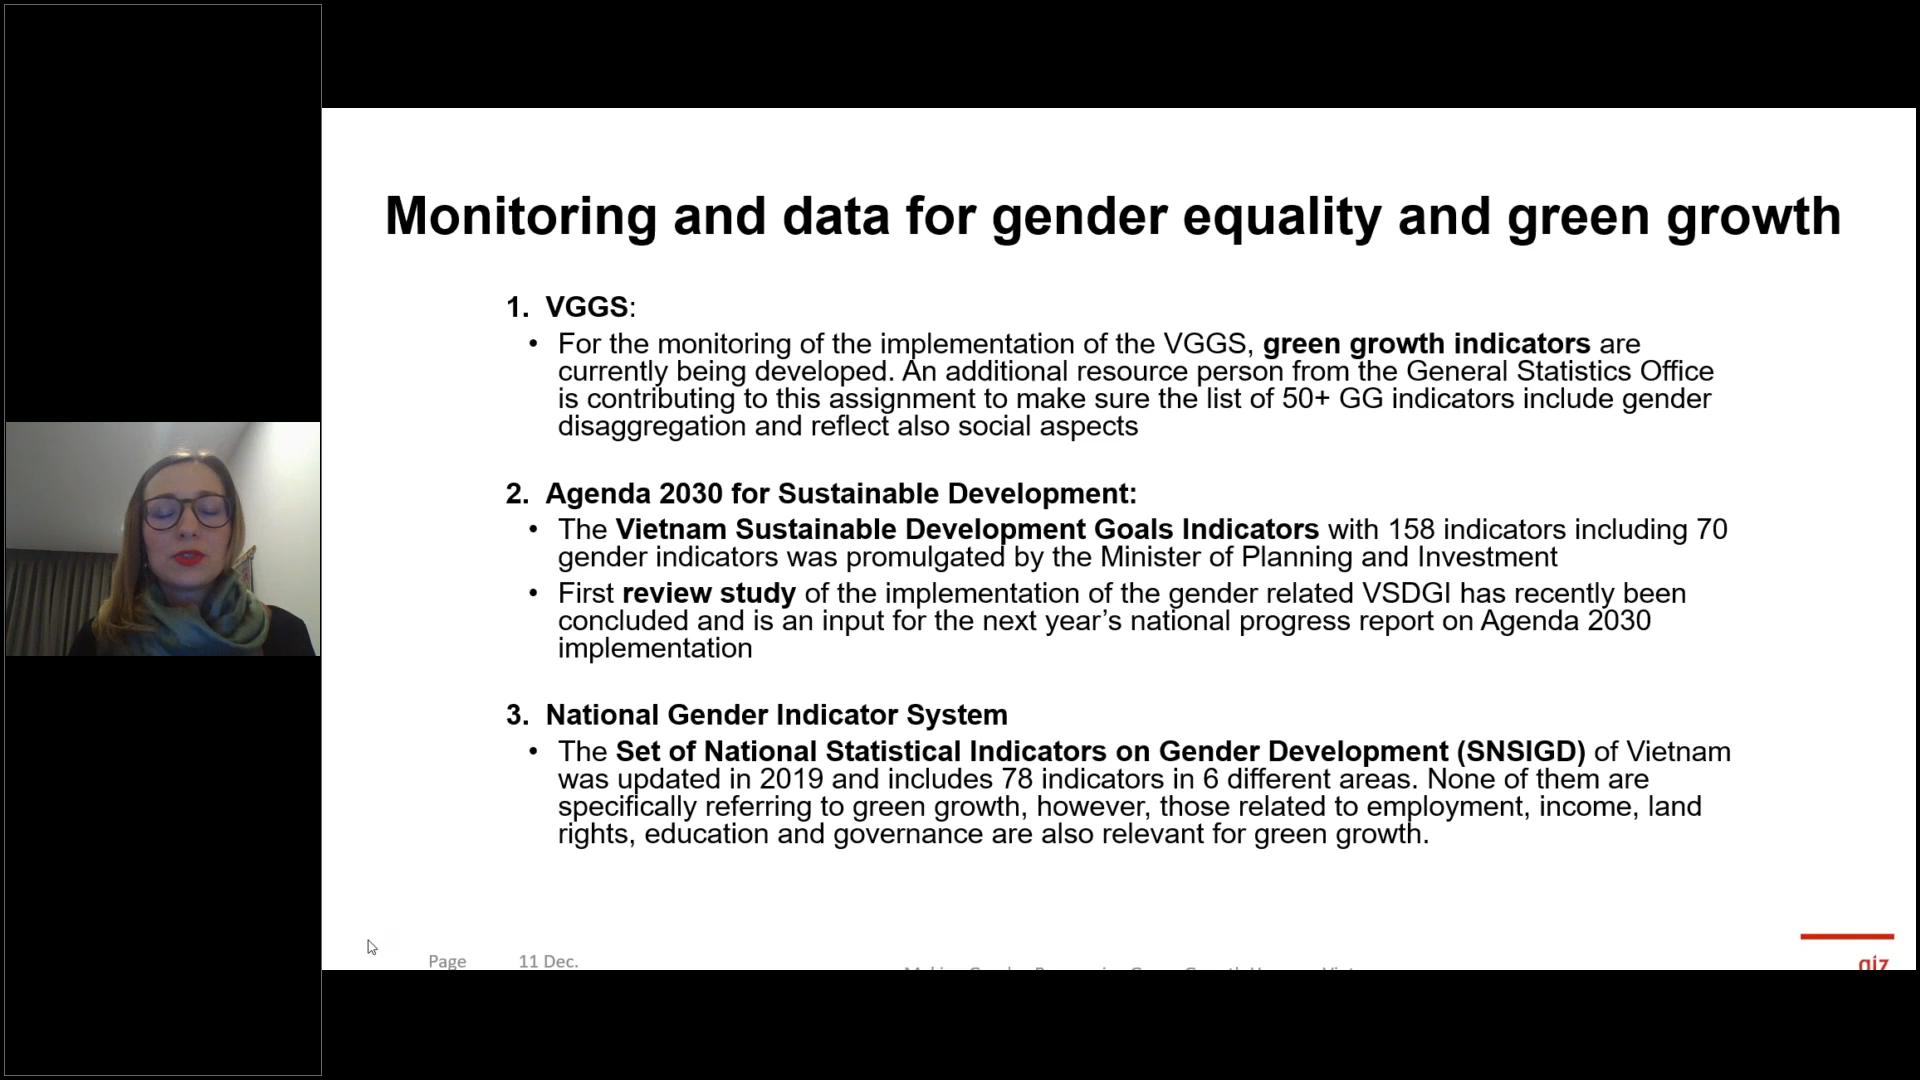 Monitoring and data for gender equality and green growth
1. VGGS:
• For the monitoring of the implementation of the VGGS, green growth indicators are
currently being developed. An additional resource person from the General Statistics Office
is contributing to this assignment to make sure the list of 50+ GG indicators include gender
disaggregation and reflect also social aspects
2. Agenda 2030 for Sustainable Development:
• The Vietnam Sustainable Development Goals Indicators with 158 indicators including 70
gender indicators was promulgated by the Minister of Planning and Investment
• First review study of the implementation of the gender related VSDGI has recently been
concluded and is an input for the next year’s national progress report on Agenda 2030
implementation
3. National Gender Indicator System
• The Set of National Statistical Indicators on Gender Development (SNSIGD) of Vietnam
was updated in 2019 and includes 78 indicators in 6 different areas. None of them are
specifically referring to green growth, however, those related to employment, income, land
rights, education and governance are also relevant for green growth.
Page 11 Dec.
giz